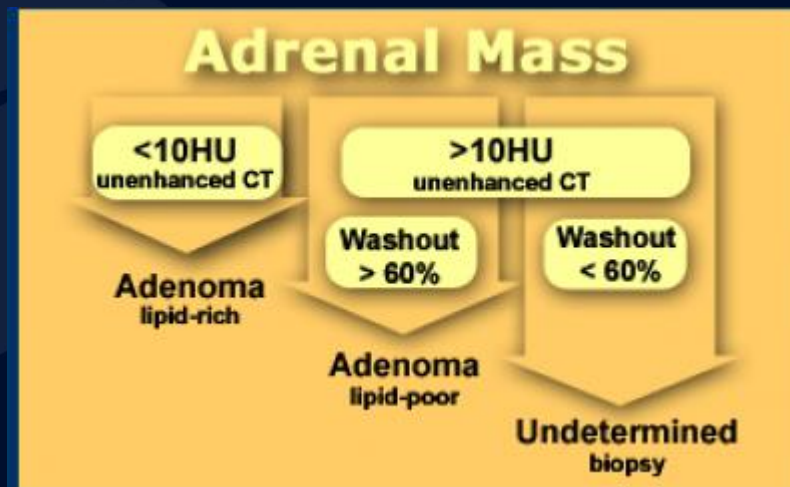 Adrenal Mass
<10HU
unenhanced CT
>10HU
unenhanced CT
Washout
> 60%
Washout
< 60%
Adenoma
lipid-rich
Adenoma
lipid-poor
Undetermined
biopsy